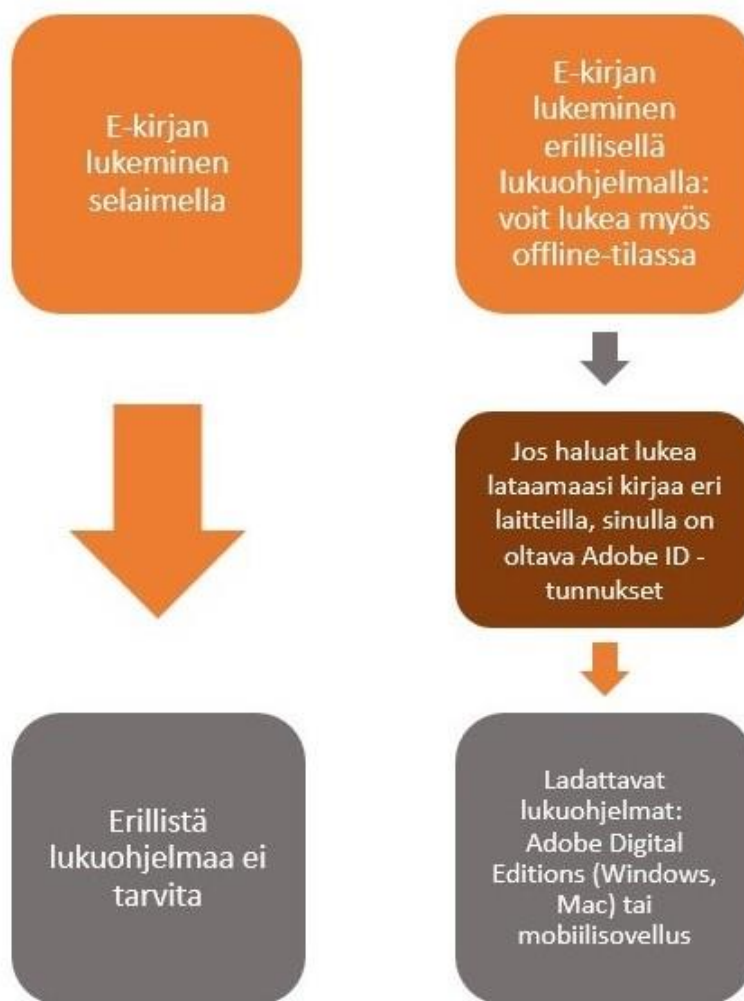 E-kirjan
lukeminen
selaimella
Erillistä
lukuohjelmaa ei
tarvita
E-kirjan
lukeminen
erillisellä
lukuohjelmalla:
voit lukea myös
offline-tilassa
Jos haluat lukea
lataamaasi kirjaa eri
laitteilla, sinulla on
oltava Adobe ID -
tunnukset
Ladattavat
lukuohjelmat:
Adobe Digital
Editions (Windows,
Mac) tai
mobiilisovellus